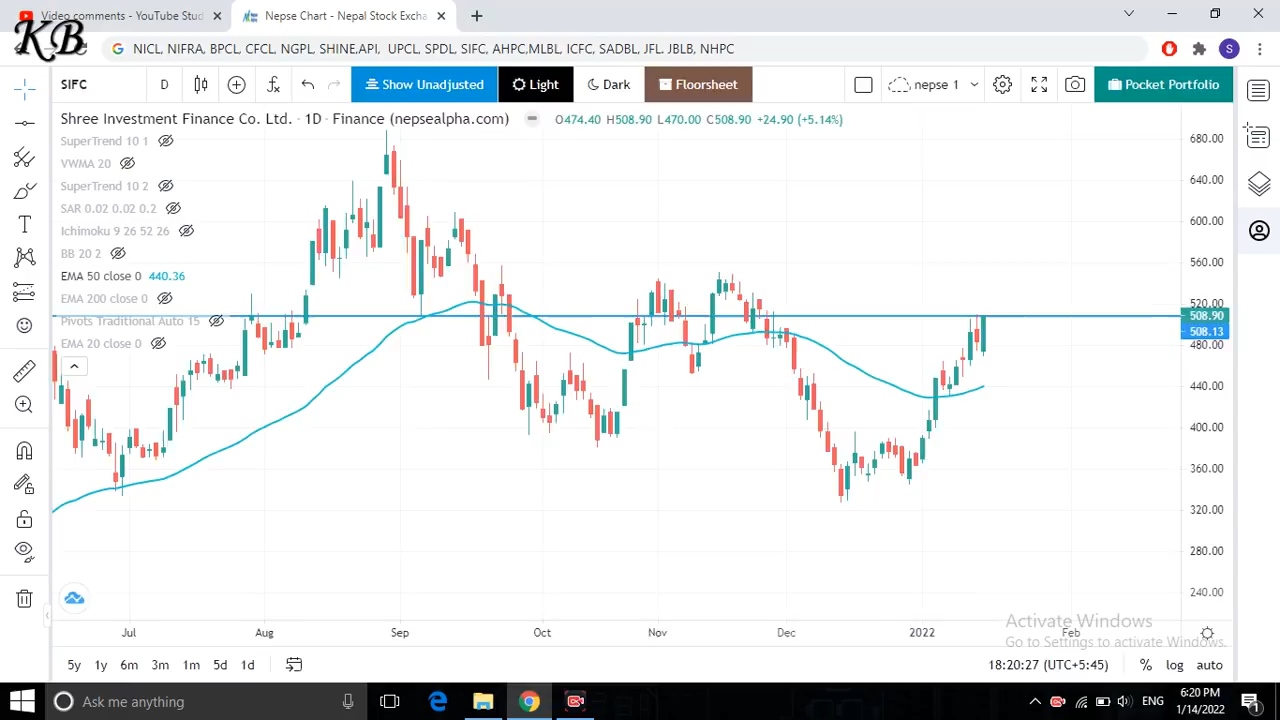 Video comments - YouTube Stud
Nepse Chart - Nepal Stock Excha
KB
NICL, NIFRA, BPCL, CFCL, NGPL, SHINE,API, UPCL, SPDL, SIFC, AHPC,MLBL, ICFC, SADBL, JFL. JBLB, NHPC
S
SIFC D Show Unadjusted Light Dark Floorsheet nepse 1 Pocket Portfolio
Shree Investment Finance Co. Ltd. · 1D · Finance (nepsealpha.com) O474.40 H508.90 L470.00 C508.90 +24.90 (+5.14%)
SuperTrend 10 1
VWMA 20
SuperTrend 10 2
SAR 0.02 0.02 0.2
Ichimoku 9 26 52 26
BB 20 2
EMA 50 close 0 440.36
EMA 200 close 0
Pivots Traditional Auto 15
EMA 20 close 0
680.00
640.00
600.00
560.00
520.00
508.90
508.13
480.00
440.00
400.00
360.00
320.00
280.00
240.00
Jul Aug Sep Oct Nov Dec 2022 Feb
Activate Windows
Go to Settings to activate Windows.
5y 1y 6m 3m 1m 5d 1d 18:20:27 (UTC+5:45) % log auto
Ask me anything
ENG
6:20 PM
1/14/2022
1